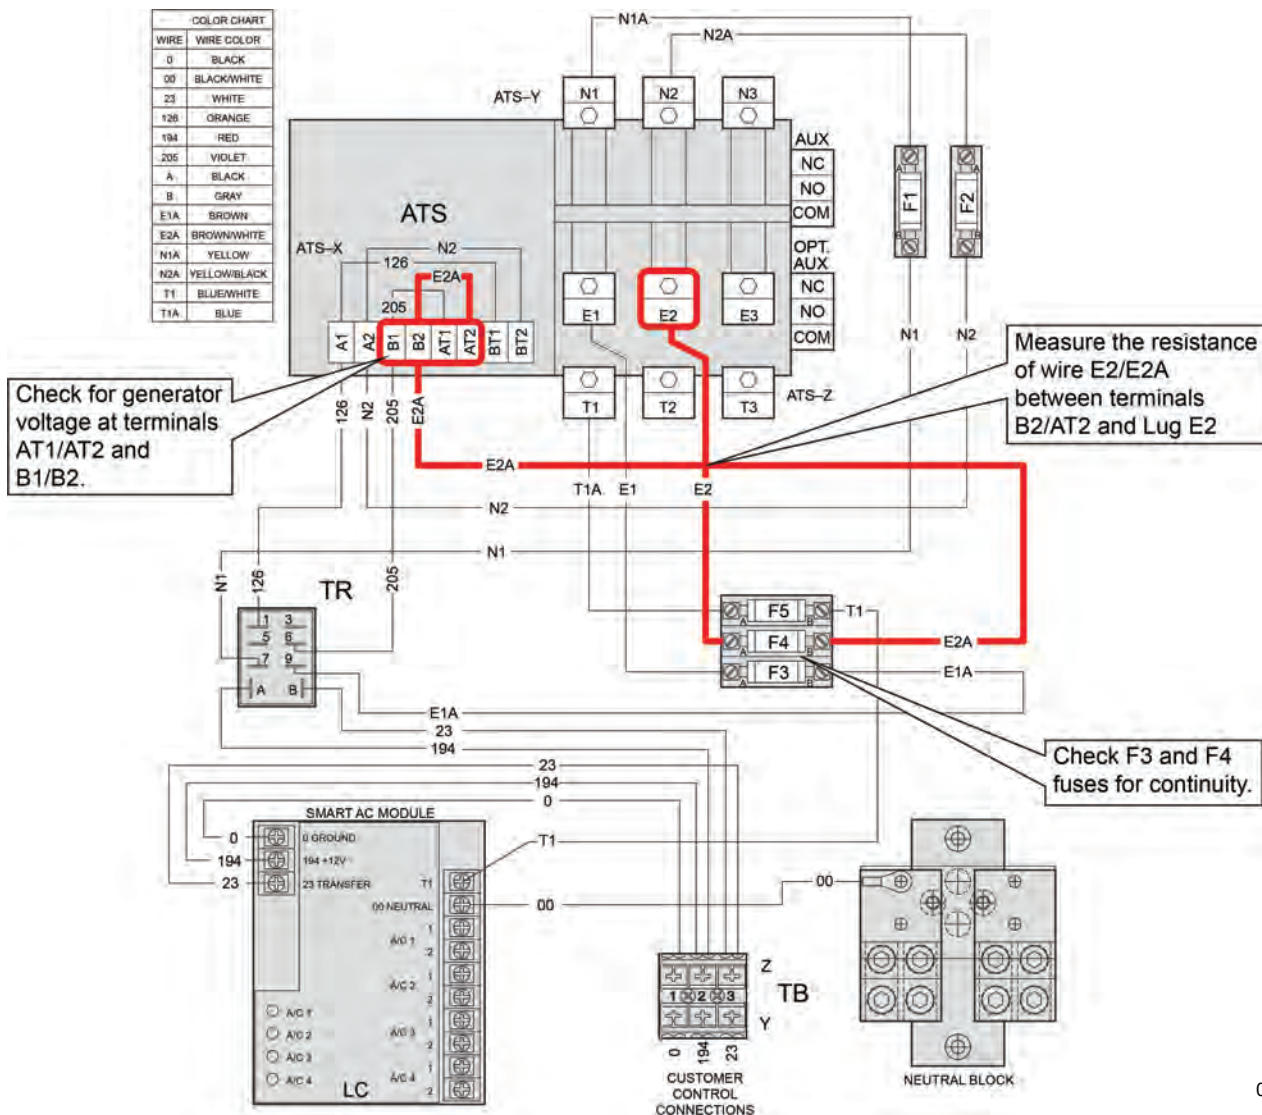 COLOR CHART
WIRE WIRE COLOR
0 BLACK
00 BLACK/WHITE
23 WHITE
126 ORANGE
194 RED
205 VIOLET
A BLACK
B GRAY
E1A BROWN
E2A BROWN/WHITE
N1A YELLOW
N2A YELLOW/BLACK
T1 BLUE/WHITE
T1A BLUE
N1A
N2A
ATS-Y
N1 N2 N3
AUX
NC
NO
COM
OPT.
AUX
NC
NO
COM
A F1 B
A F2 B
ATS
ATS-X
N2
126
E2A
205
A1 A2 B1 B2 AT1 AT2 BT1 BT2
E1 E2 E3
T1 T2 T3
ATS-Z
N1 N2
Measure the resistance
of wire E2/E2A
between terminals
B2/AT2 and Lug E2
Check for generator
voltage at terminals
AT1/AT2 and
B1/B2.
126 N2 205 E2A
E2A
T1A E1 E2
N2
N1
N1 126 205
TR
1 3
5 6
7 9
A B
A F5 B T1
A F4 B E2A
A F3 B E1A
E1A
23
194
Check F3 and F4
fuses for continuity.
23
194
0
SMART AC MODULE
0 0 GROUND
194 194 +12V
23 23 TRANSFER
T1
T1
00 NEUTRAL
00
00
A/C 1 1 2
A/C 2 1 2
A/C 3 1 2
A/C 4 1 2
A/C 1
A/C 2
A/C 3
A/C 4
LC
Z
1 2 3
TB
Y
0 194 23
CUSTOMER
CONTROL
CONNECTIONS
NEUTRAL BLOCK